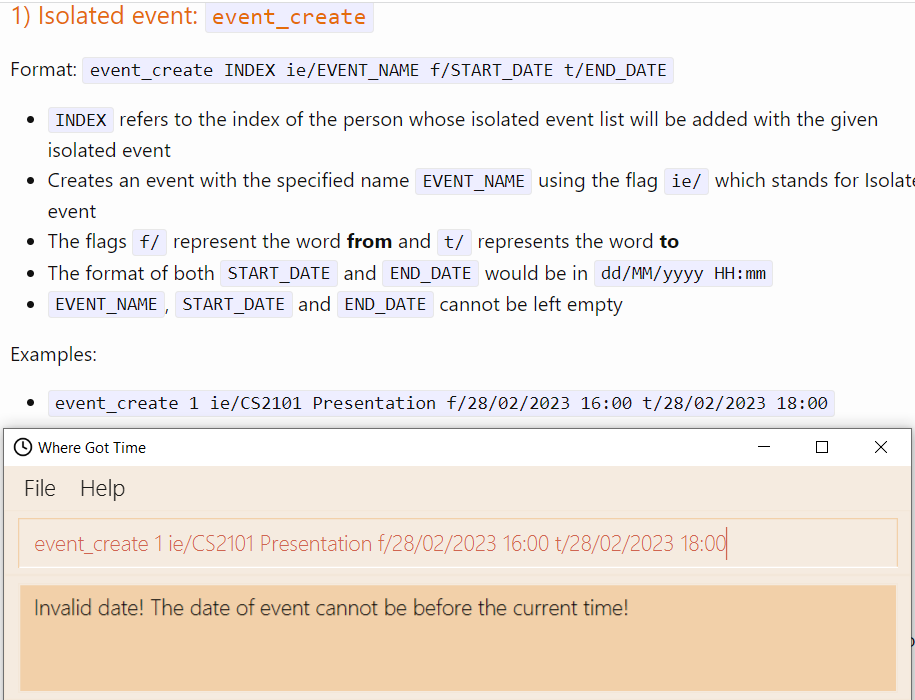 1) Isolated event: event_create
Format: event_create INDEX ie/EVENT_NAME f/START_DATE t/END_DATE
INDEX refers to the index of the person whose isolated event list will be added with the given
isolated event
Creates an event with the specified name EVENT_NAME using the flag ie/ which stands for Isolate
event
The flags f/ represent the word from and t/ represents the word to
The format of both START_DATE and END_DATE would be in dd/MM/yyyy HH:mm
EVENT_NAME, START_DATE and END_DATE cannot be left empty
Examples:
event_create 1 ie/CS2101 Presentation f/28/02/2023 16:00 t/28/02/2023 18:00
Where Got Time
File Help
event_create 1 ie/CS2101 Presentation f/28/02/2023 16:00 t/28/02/2023 18:00
Invalid date! The date of event cannot be before the current time!